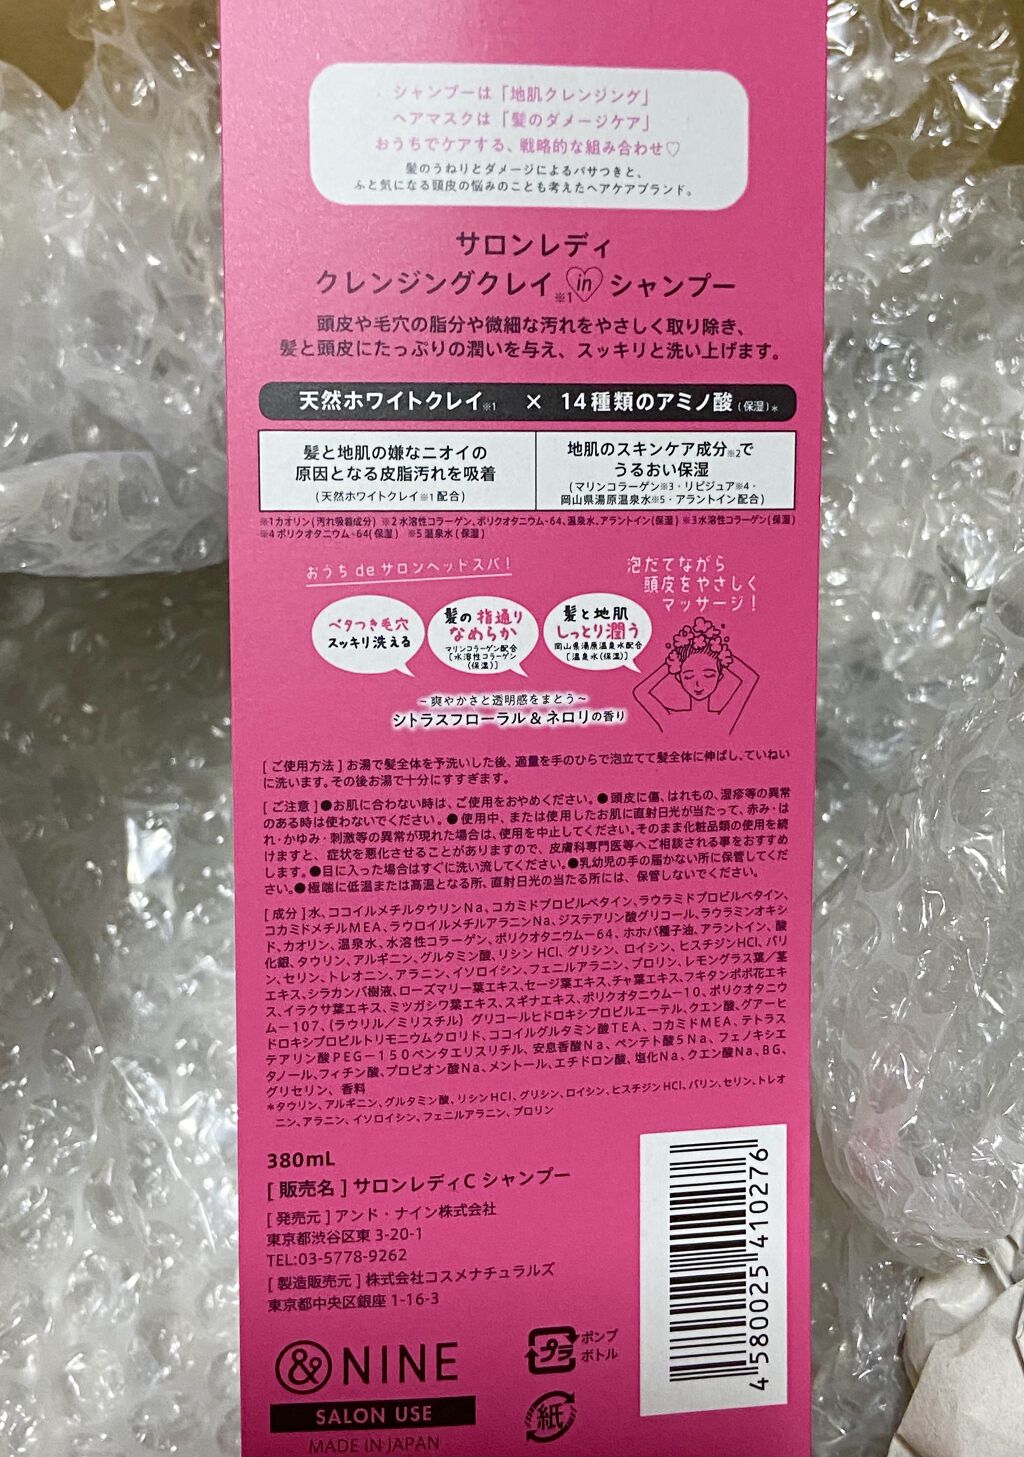 シャンプーは「地肌クレンジング」
ヘアマスクは「髪のダメージケア」
おうちでケアする、戦略的な組み合わせ♡
髪のうねりとダメージによるパサつきと、
ふと気になる頭皮の悩みのことも考えたヘアケアブランド。
サロンレディ
クレンジングクレイ※1 in シャンプー
頭皮や毛穴の脂分や微細な汚れをやさしく取り除き、
髪と頭皮にたっぷりの潤いを与え、スッキリと洗い上げます。
天然ホワイトクレイ※1 × 14種類のアミノ酸(保湿)*
髪と地肌の嫌なニオイの
原因となる皮脂汚れを吸着
(天然ホワイトクレイ※1配合)
地肌のスキンケア成分※2で
うるおい保湿
(マリンコラーゲン※3・リピジュア※4・
岡山県湯原温泉水※5・アラントイン配合)
※1カオリン(汚れ吸着成分) ※2水溶性コラーゲン、ポリクオタニウム-64、温泉水、アラントイン(保湿) ※3水溶性コラーゲン(保湿)
※4ポリクオタニウム-64(保湿) ※5温泉水(保湿)
おうち de サロンヘッドスパ!
泡だてながら
頭皮をやさしく
マッサージ!
ベタつき毛穴
スッキリ洗える
髪の指通り
なめらか
マリンコラーゲン配合
[水溶性コラーゲン
(保湿)]
髪と地肌
しっとり潤う
岡山県湯原温泉水配合
[温泉水(保湿)]
~爽やかさと透明感をまとう~
シトラスフローラル&ネロリの香り
[ご使用方法]お湯で髪全体を予洗いした後、適量を手のひらで泡立てて髪全体に伸ばし、ていねい
に洗います。その後お湯で十分にすすぎます。
[ご注意]●お肌に合わない時は、ご使用をおやめください。●頭皮に傷、はれもの、湿疹等の異常
のある時は使わないでください。●使用中、または使用したお肌に直射日光が当たって、赤み・は
れ・かゆみ・刺激等の異常が現れた場合は、使用を中止してください。そのまま化粧品類の使用を続
けますと、症状を悪化させることがありますので、皮膚科専門医等へご相談される事をおすすめ
します。●目に入った場合はすぐに洗い流してください。●乳幼児の手の届かない所に保管してくだ
さい。●極端に低温または高温となる所、直射日光の当たる所には、保管しないでください。
[成分]水、ココイルメチルタウリンNa、コカミドプロピルベタイン、ラウラミドプロピルベタイン、
コカミドメチルMEA、ラウロイルメチルアラニンNa、ジステアリン酸グリコール、ラウラミンオキシ
ド、カオリン、温泉水、水溶性コラーゲン、ポリクオタニウム-64、ホホバ種子油、アラントイン、酸
化銀、タウリン、アルギニン、グルタミン酸、リシンHCl、グリシン、ロイシン、ヒスチジンHCl、バリ
ン、セリン、トレオニン、アラニン、イソロイシン、フェニルアラニン、プロリン、レモングラス葉/茎
エキス、シラカンバ樹液、ローズマリー葉エキス、セージ葉エキス、チャ葉エキス、フキタンポポ花エキ
ス、イラクサ葉エキス、ミツガシワ葉エキス、スギナエキス、ポリクオタニウム-10、ポリクオタニウ
ム-107、(ラウリル/ミリスチル)グリコールヒドロキシプロピルエーテル、クエン酸、グアーヒ
ドロキシプロピルトリモニウムクロリド、ココイルグルタミン酸TEA、コカミドMEA、テトラス
テアリン酸PEG-150ペンタエリスリチル、安息香酸Na、ペンテト酸5Na、フェノキシエ
タノール、フィチン酸、プロピオン酸Na、メントール、エチドロン酸、塩化Na、クエン酸Na、BG、
グリセリン、香料
*タウリン、アルギニン、グルタミン酸、リシンHCl、グリシン、ロイシン、ヒスチジンHCl、バリン、セリン、トレオ
ニン、アラニン、イソロイシン、フェニルアラニン、プロリン
380mL
[販売名]サロンレディC シャンプー
[発売元]アンド・ナイン株式会社
東京都渋谷区東 3-20-1
TEL:03-5778-9262
[製造販売元]株式会社コスメナチュラルズ
東京都中央区銀座 1-16-3
4 580025 410276
& NINE
SALON USE
MADE IN JAPAN
プラ
ポンプ
ボトル
紙